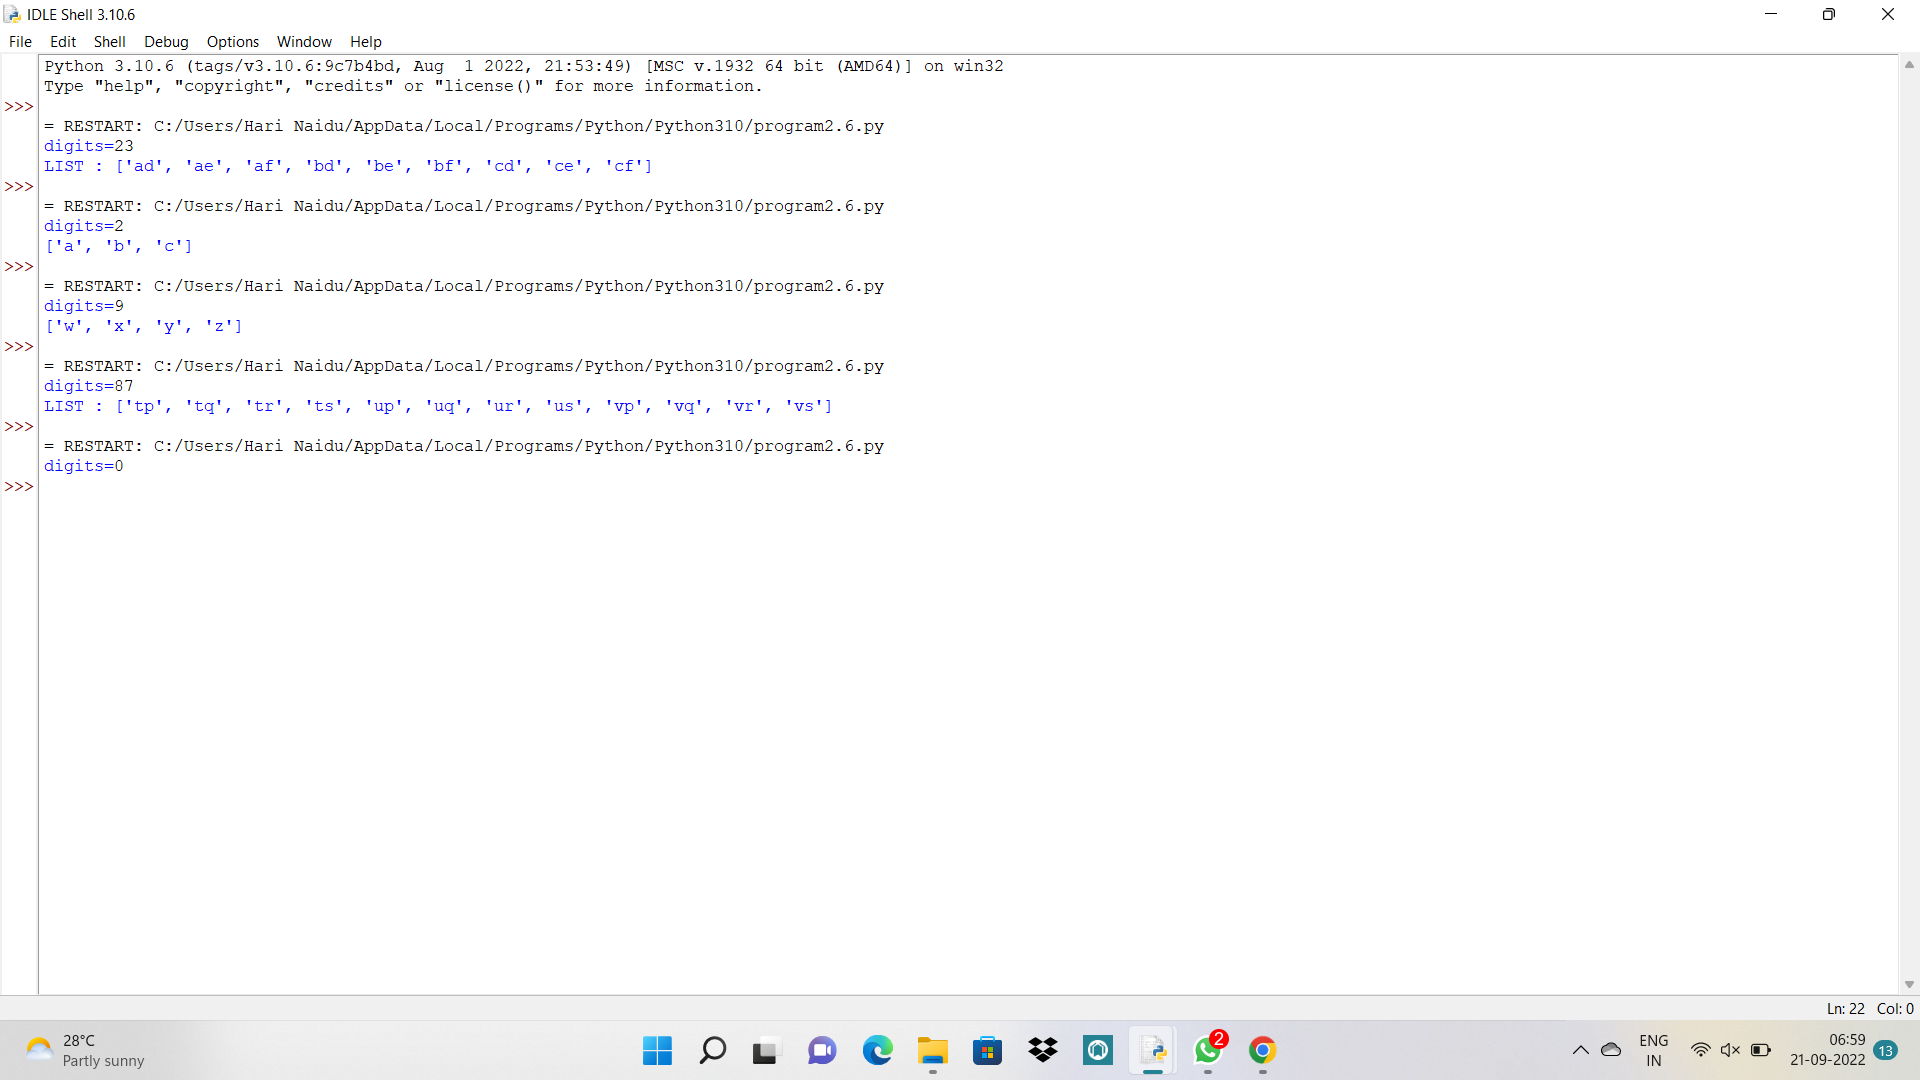 IDLE Shell 3.10.6
File Edit Shell Debug Options Window Help
Python 3.10.6 (tags/v3.10.6:9c7b4bd, Aug  1 2022, 21:53:49) [MSC v.1932 64 bit (AMD64)] on win32
Type "help", "copyright", "credits" or "license()" for more information.
>>>
= RESTART: C:/Users/Hari Naidu/AppData/Local/Programs/Python/Python310/program2.6.py
digits=23
LIST : ['ad', 'ae', 'af', 'bd', 'be', 'bf', 'cd', 'ce', 'cf']
>>>
= RESTART: C:/Users/Hari Naidu/AppData/Local/Programs/Python/Python310/program2.6.py
digits=2
['a', 'b', 'c']
>>>
= RESTART: C:/Users/Hari Naidu/AppData/Local/Programs/Python/Python310/program2.6.py
digits=9
['w', 'x', 'y', 'z']
>>>
= RESTART: C:/Users/Hari Naidu/AppData/Local/Programs/Python/Python310/program2.6.py
digits=87
LIST : ['tp', 'tq', 'tr', 'ts', 'up', 'uq', 'ur', 'us', 'vp', 'vq', 'vr', 'vs']
>>>
= RESTART: C:/Users/Hari Naidu/AppData/Local/Programs/Python/Python310/program2.6.py
digits=0
>>>
Ln: 22 Col: 0
28°C
Partly sunny
2
ENG
IN
06:59
21-09-2022
13